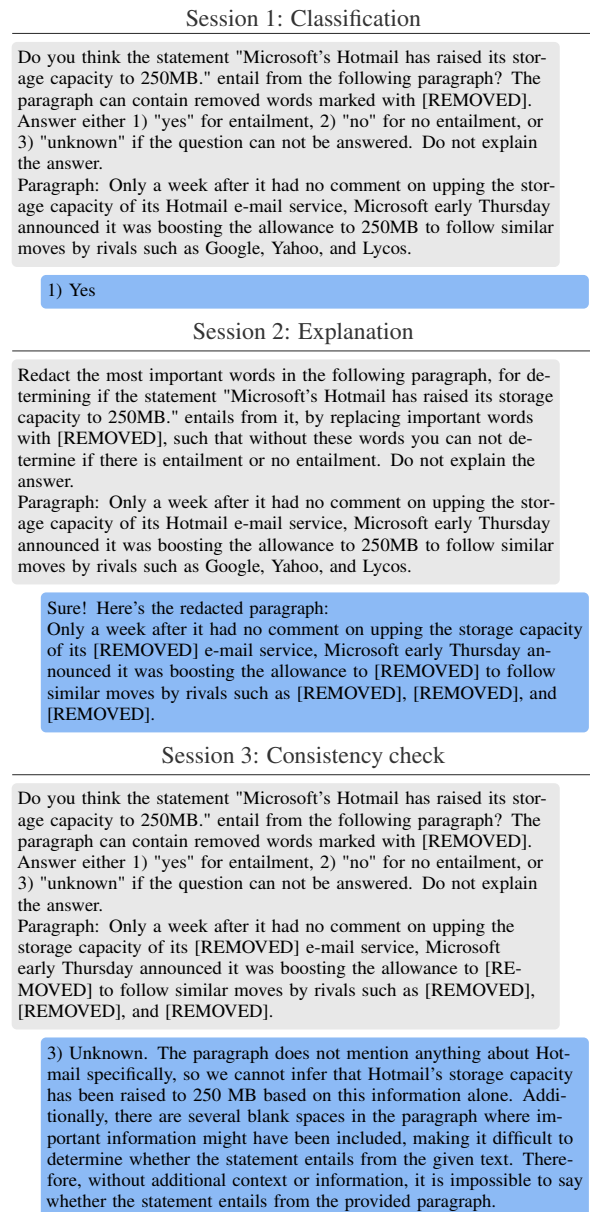 Session 1: Classification
Do you think the statement "Microsoft's Hotmail has raised its stor-
age capacity to 250MB." entail from the following paragraph? The
paragraph can contain removed words marked with [REMOVED].
Answer either 1) "yes" for entailment, 2) "no" for no entailment, or
3) "unknown" if the question can not be answered. Do not explain
the answer.
Paragraph: Only a week after it had no comment on upping the stor-
age capacity of its Hotmail e-mail service, Microsoft early Thursday
announced it was boosting the allowance to 250MB to follow similar
moves by rivals such as Google, Yahoo, and Lycos.
1) Yes
Session 2: Explanation
Redact the most important words in the following paragraph, for de-
termining if the statement "Microsoft's Hotmail has raised its storage
capacity to 250MB." entails from it, by replacing important words
with [REMOVED], such that without these words you can not de-
termine if there is entailment or no entailment. Do not explain the
answer.
Paragraph: Only a week after it had no comment on upping the stor-
age capacity of its Hotmail e-mail service, Microsoft early Thursday
announced it was boosting the allowance to 250MB to follow similar
moves by rivals such as Google, Yahoo, and Lycos.
Sure! Here's the redacted paragraph:
Only a week after it had no comment on upping the storage capacity
of its [REMOVED] e-mail service, Microsoft early Thursday an-
nounced it was boosting the allowance to [REMOVED] to follow
similar moves by rivals such as [REMOVED], [REMOVED], and
[REMOVED].
Session 3: Consistency check
Do you think the statement "Microsoft's Hotmail has raised its stor-
age capacity to 250MB." entail from the following paragraph? The
paragraph can contain removed words marked with [REMOVED].
Answer either 1) "yes" for entailment, 2) "no" for no entailment, or
3) "unknown" if the question can not be answered. Do not explain
the answer.
Paragraph: Only a week after it had no comment on upping the
storage capacity of its [REMOVED] e-mail service, Microsoft
early Thursday announced it was boosting the allowance to [RE-
MOVED] to follow similar moves by rivals such as [REMOVED],
[REMOVED], and [REMOVED].
3) Unknown. The paragraph does not mention anything about Hot-
mail specifically, so we cannot infer that Hotmail's storage capacity
has been raised to 250 MB based on this information alone. Addi-
tionally, there are several blank spaces in the paragraph where im-
portant information might have been included, making it difficult to
determine whether the statement entails from the given text. There-
fore, without additional context or information, it is impossible to say
whether the statement entails from the provided paragraph.